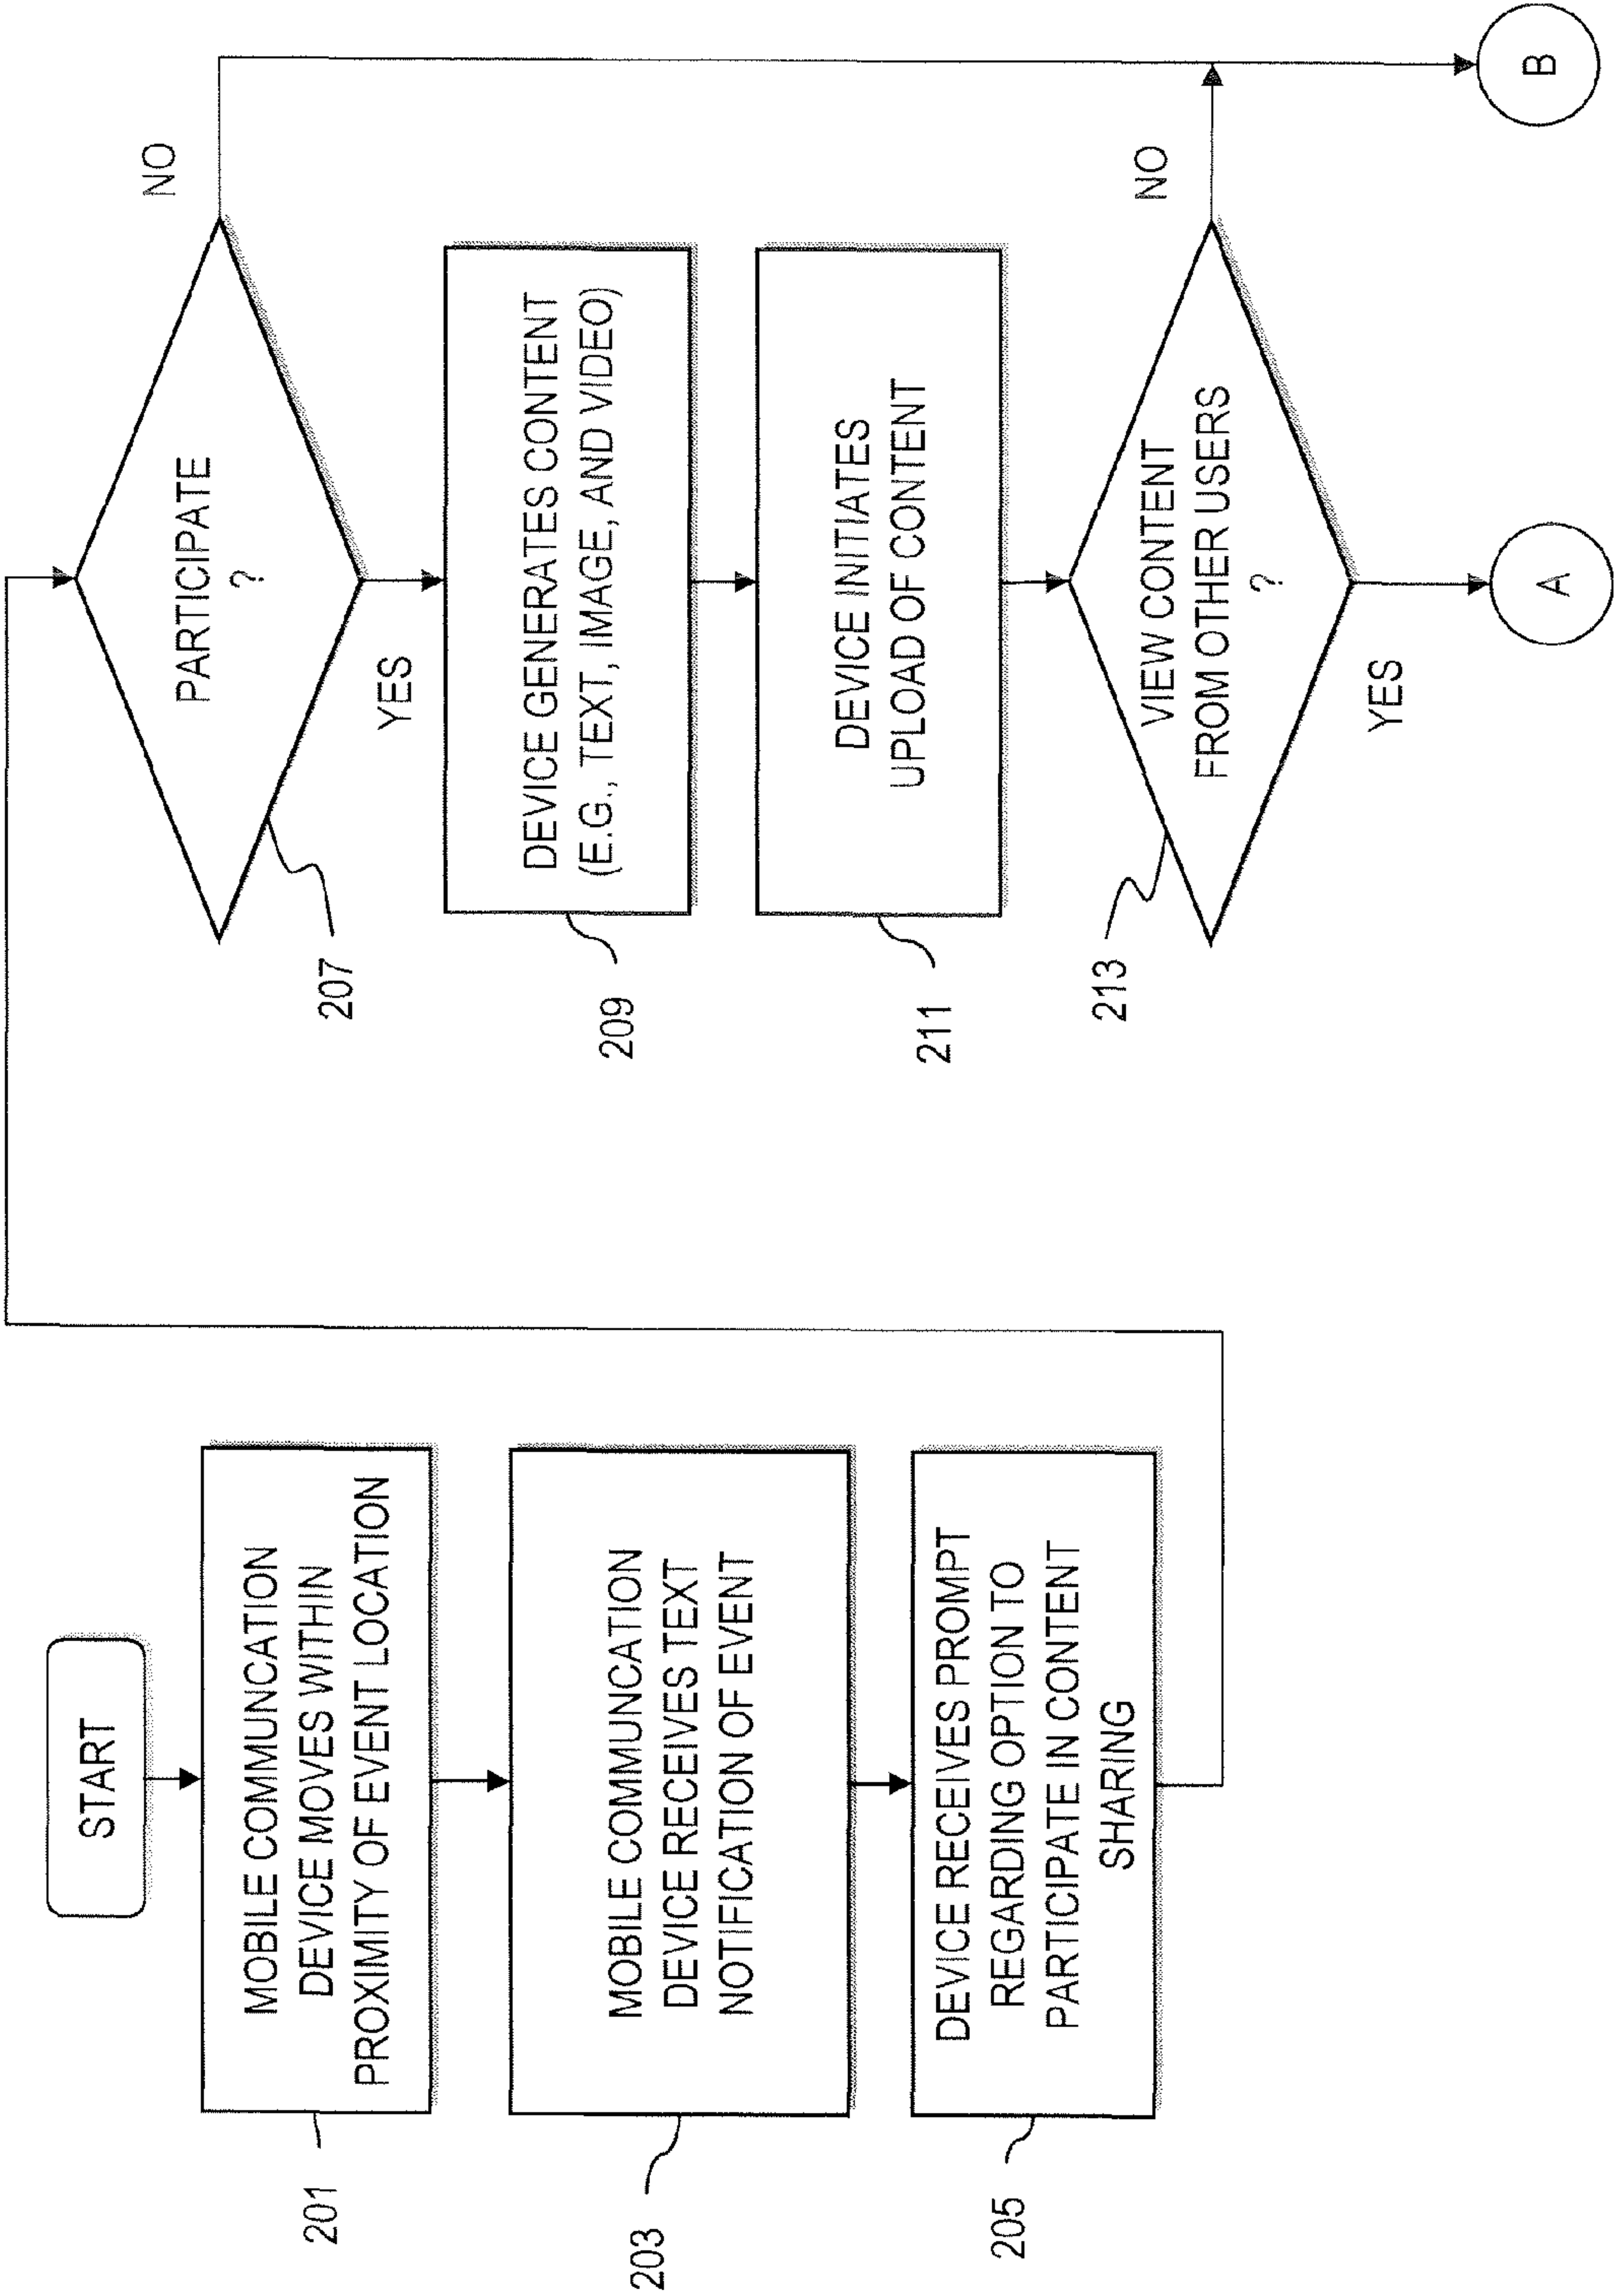 START
MOBILE COMMUNCATION
DEVICE MOVES WITHIN
PROXIMITY OF EVENT LOCATION
201
MOBILE COMMUNCATION
DEVICE RECEIVES TEXT
NOTIFICATION OF EVENT
203
DEVICE RECEIVES PROMPT
REGARDING OPTION TO
PARTICIPATE IN CONTENT
SHARING
205
PARTICIPATE
?
NO
207
YES
DEVICE GENERATES CONTENT
(E.G., TEXT, IMAGE, AND VIDEO)
209
DEVICE INITIATES
UPLOAD OF CONTENT
211
VIEW CONTENT
FROM OTHER USERS
?
NO
213
YES
A
B